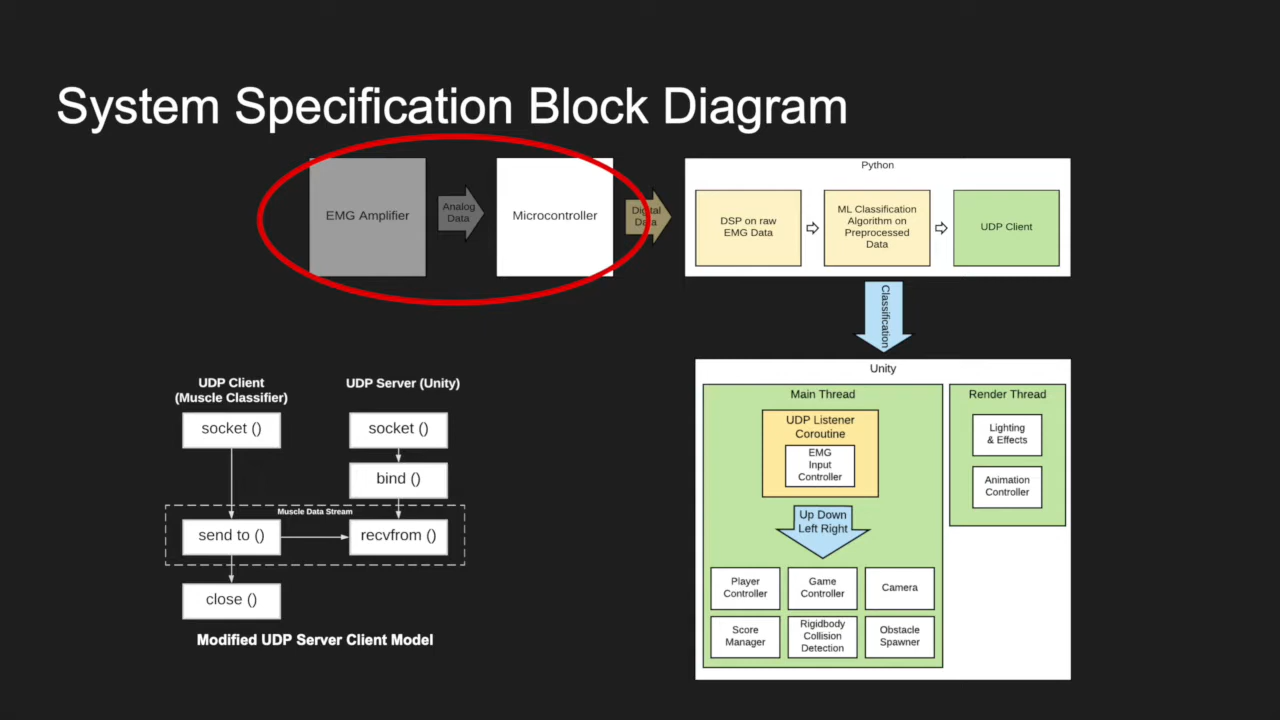 System Specification Block Diagram
EMG Amplifier
Analog
Data
Microcontroller
Digital
Data
Python
DSP on raw
EMG Data
ML Classification
Algorithm on
Preprocessed
Data
UDP Client
Classification
UDP Client
(Muscle Classifier)
socket ()
send to ()
close ()
UDP Server (Unity)
socket ()
bind ()
Muscle Data Stream
recvfrom ()
Modified UDP Server Client Model
Unity
Main Thread
UDP Listener
Coroutine
EMG
Input
Controller
Up Down
Left Right
Player
Controller
Game
Controller
Camera
Score
Manager
Rigidbody
Collision
Detection
Obstacle
Spawner
Render Thread
Lighting
& Effects
Animation
Controller